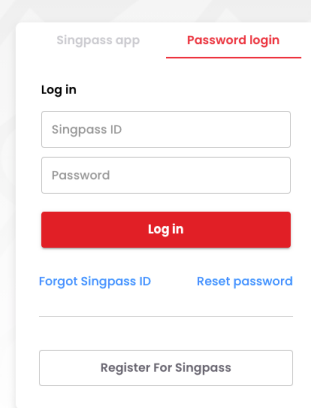 Singpass app Password login
Log in
Singpass ID
Password
Log in
Forgot Singpass ID Reset password
Register For Singpass